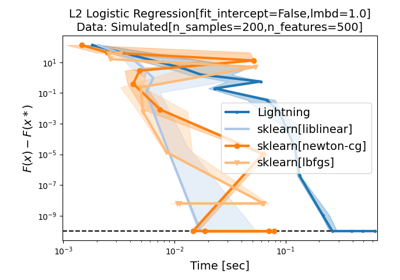 L2 Logistic Regression[fit_intercept=False,lmbd=1.0]
Data: Simulated[n_samples=200,n_features=500]
F(x) − F(x*)
10¹
10⁻¹
10⁻³
10⁻⁵
10⁻⁷
10⁻⁹
Lightning
sklearn[liblinear]
sklearn[newton-cg]
sklearn[lbfgs]
10⁻³ 10⁻² 10⁻¹
Time [sec]